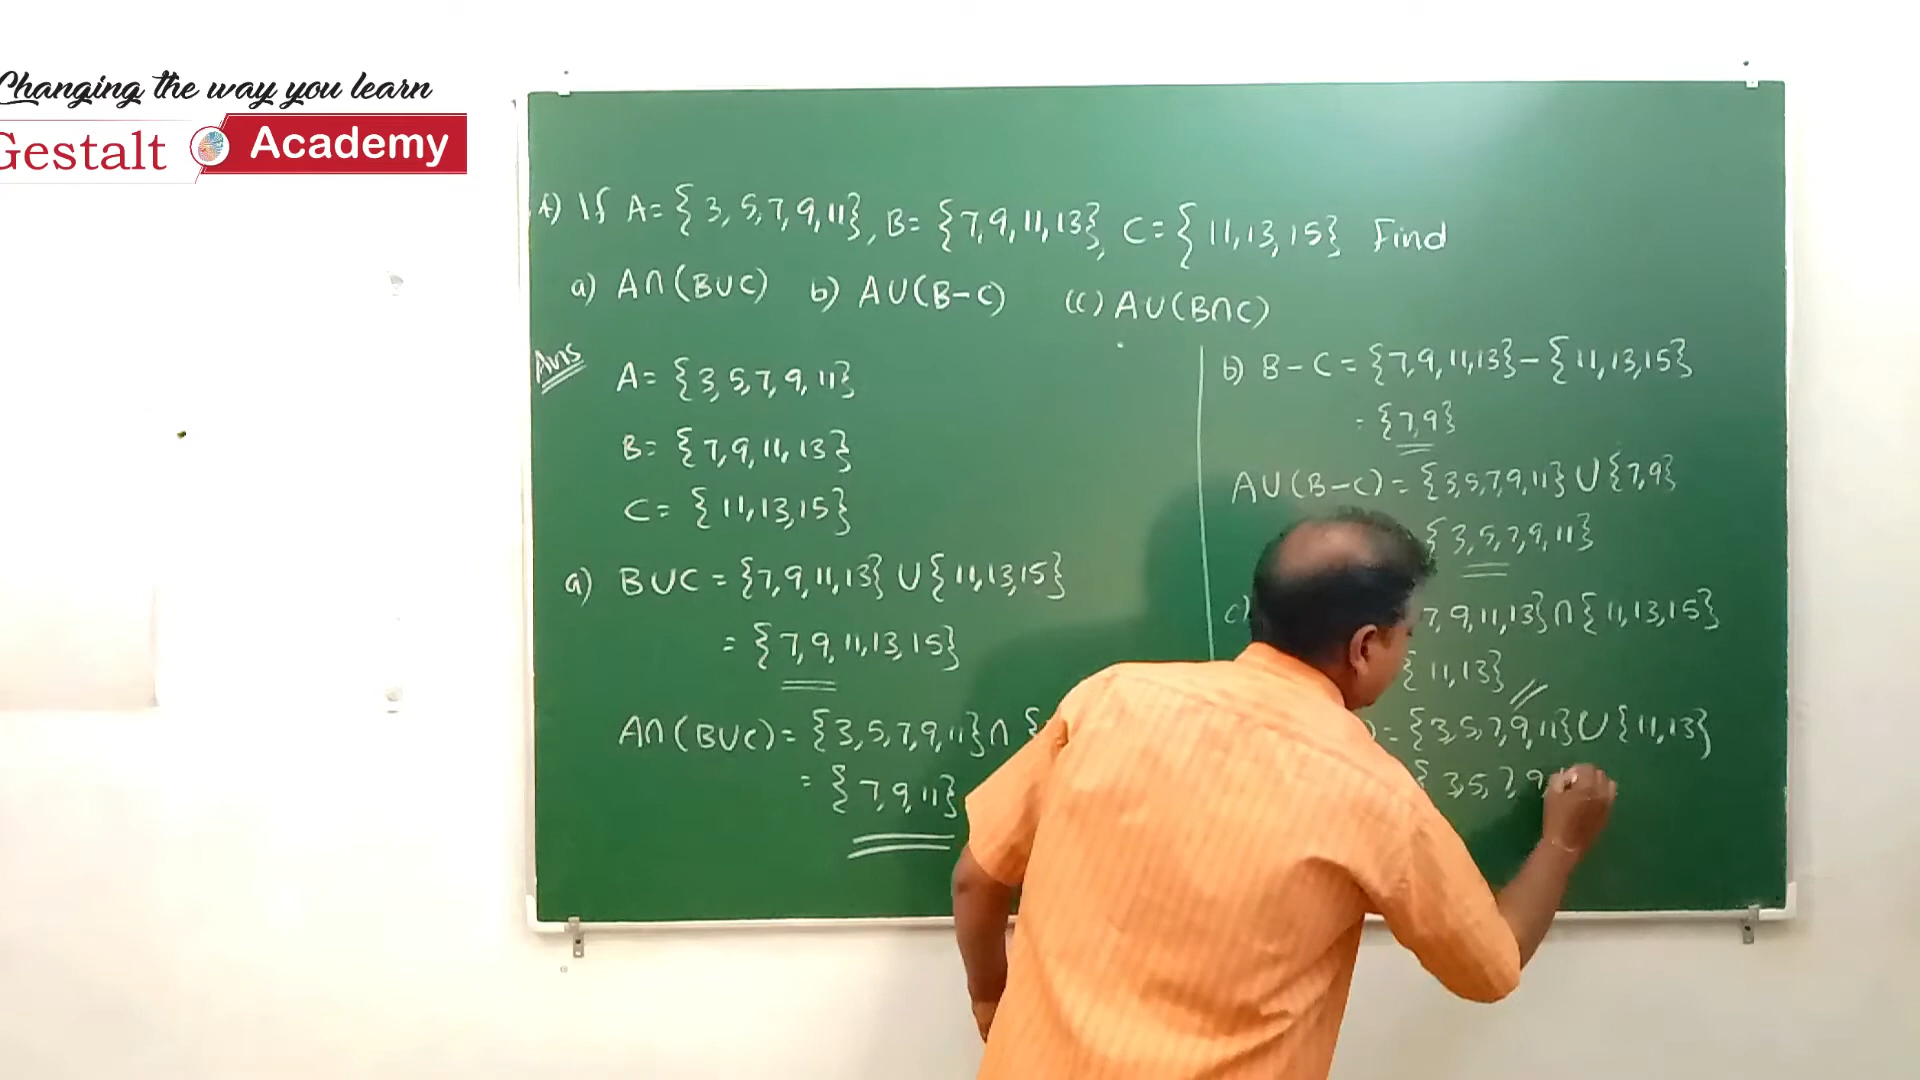 Changing the way you learn
Gestalt Academy
If A = {3, 5, 7, 9, 11}, B = {7, 9, 11, 13}, C = {11, 13, 15} Find
a) A∩(B∪C) b) A∪(B-C) (C) A∪(B∩C)
Ans
A = {3, 5, 7, 9, 11}
B = {7, 9, 11, 13}
C = {11, 13, 15}
a) B∪C = {7, 9, 11, 13} ∪ {11, 13, 15}
= {7, 9, 11, 13, 15}
A∩(B∪C) = {3, 5, 7, 9, 11} ∩ {
= {7, 9, 11}
b) B - C = {7, 9, 11, 13} - {11, 13, 15}
= {7, 9}
A∪(B-C) = {3, 5, 7, 9, 11} ∪ {7, 9}
{3, 5, 7, 9, 11}
c) 7, 9, 11, 13} ∩ {11, 13, 15}
{11, 13}
) = {3, 5, 7, 9, 11} ∪ {11, 13}
{3, 5, 7, 9,